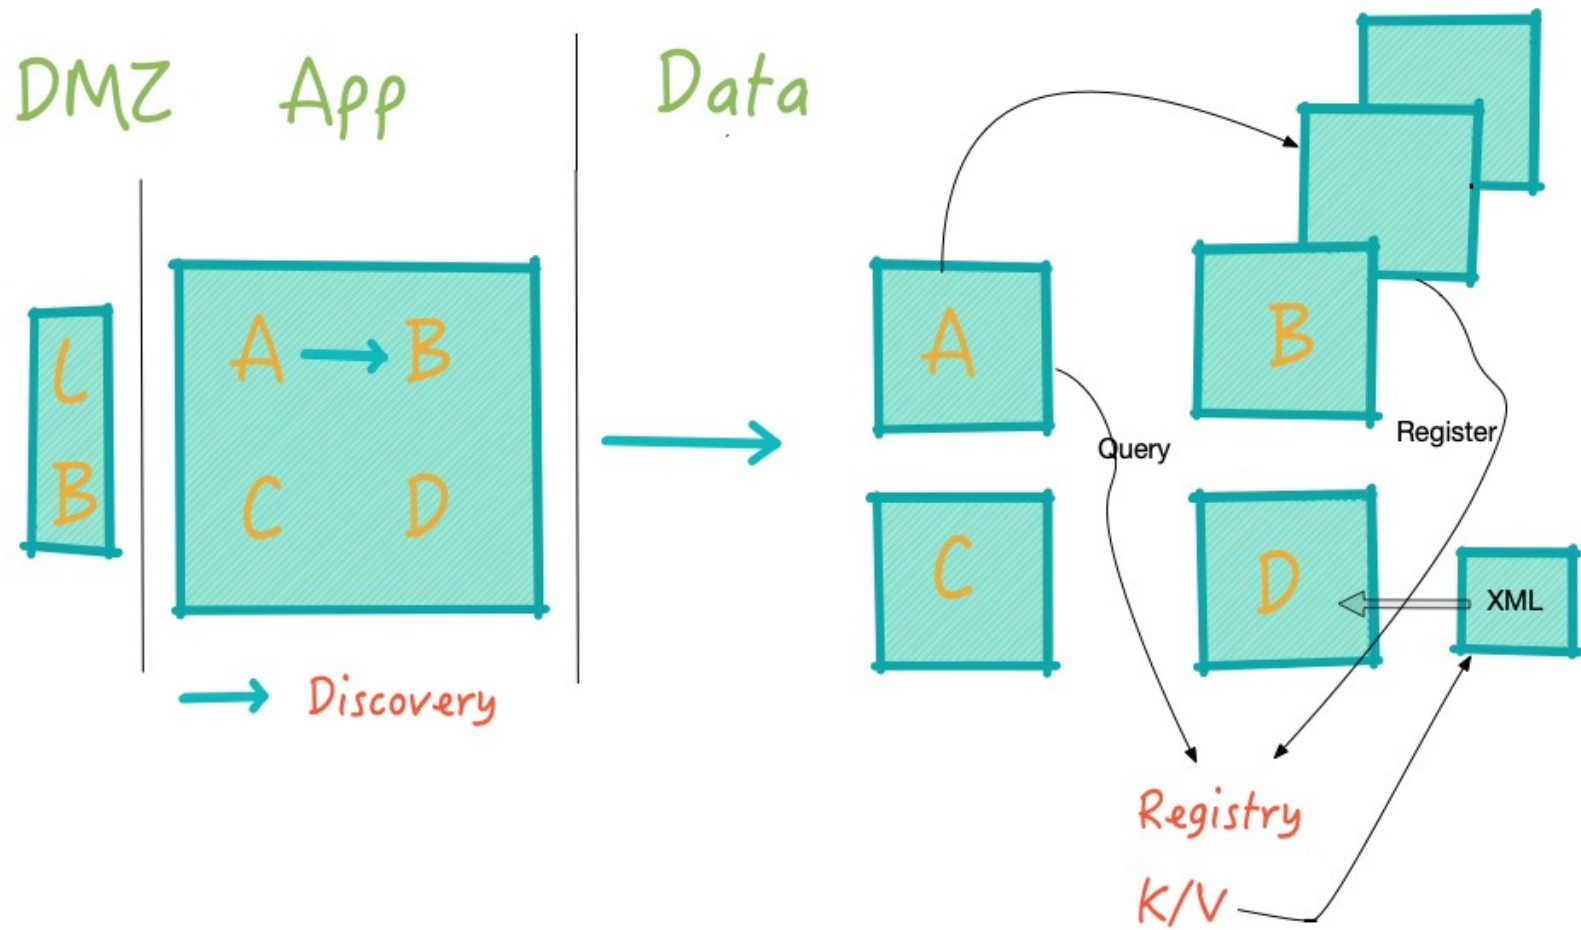 DMZ App Data
L
B
A B
C D
Discovery
A B
Query Register
C D XML
Registry
K/V